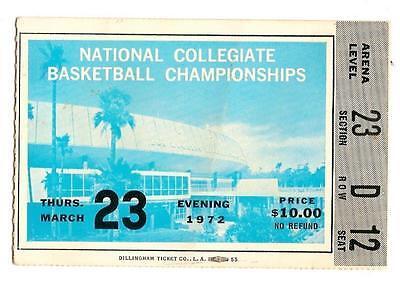 NATIONAL COLLEGIATE
BASKETBALL CHAMPIONSHIPS
THURS.
MARCH
23
EVENING
1972
PRICE
$10.00
NO REFUND
DILLINGHAM TICKET CO., L. A. 55
ARENA
LEVEL
23
SECTION
D
ROW
12
SEAT